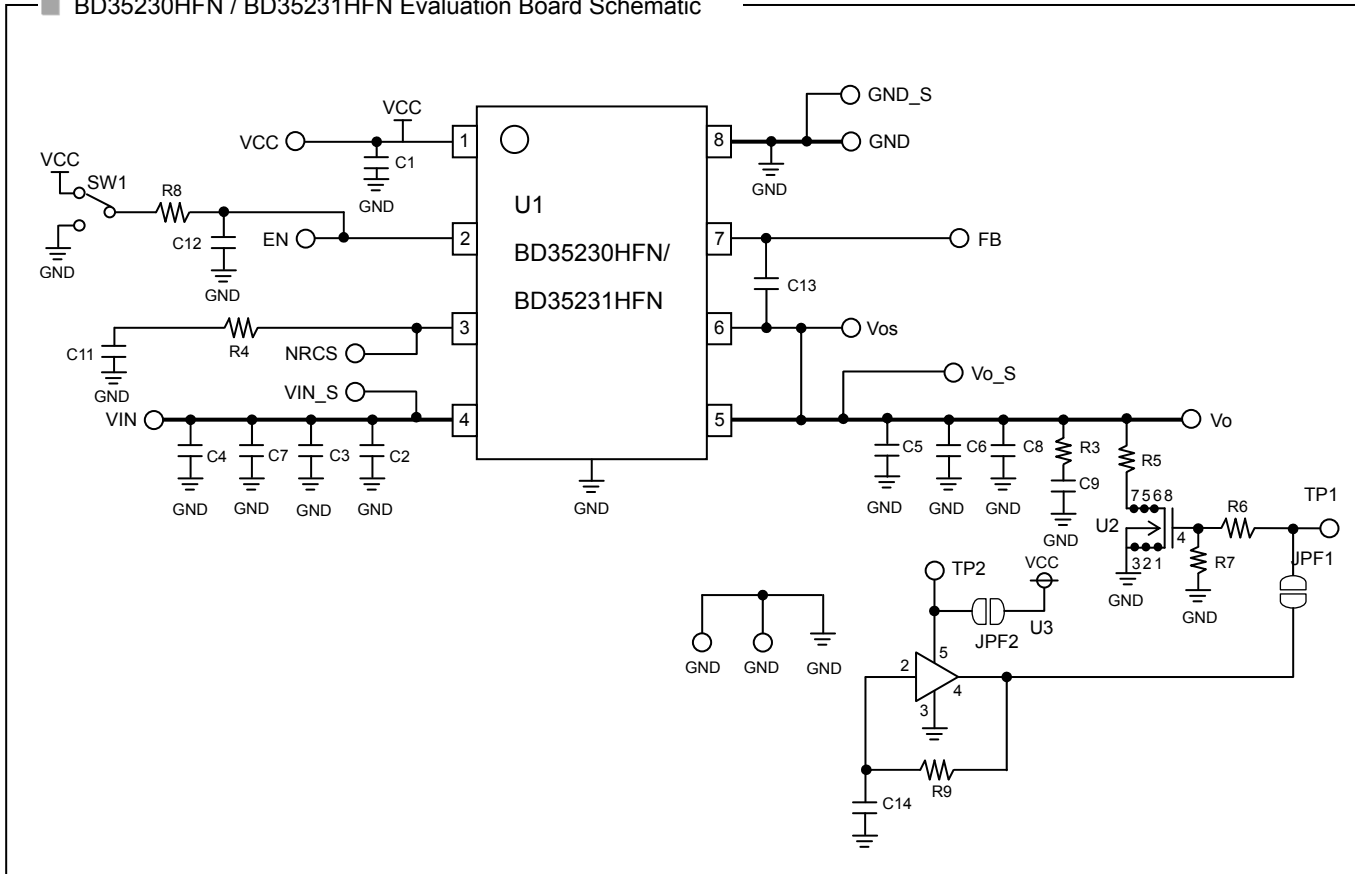 BD35230HFN / BD35231HFN Evaluation Board Schematic
GND_S
VCC
VCC
1
8
GND
C1
GND
GND
VCC
SW1
R8
U1
C12
EN
2
BD35230HFN/
7
FB
GND
GND
C13
BD35231HFN
3
6
Vos
C11
R4
NRCS
GND
VIN_S
Vo_S
VIN
4
5
Vo
C4
C7
C3
C2
C5
C6
C8
R3
R5
C9
GND
GND
GND
GND
GND
GND
GND
GND
GND
7568
TP1
U2
4
R6
321
R7
JPF1
GND
GND
TP2
VCC
JPF2
U3
GND
GND
GND
5
2
4
3
R9
C14